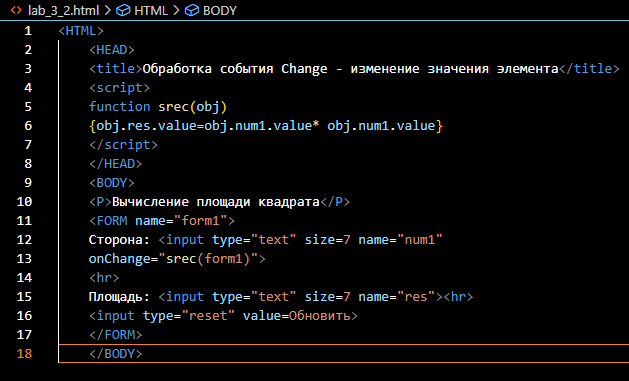 lab_3_2.html > HTML > BODY
1 <HTML>
2 <HEAD>
3 <title>Обработка события Change - изменение значения элемента</title>
4 <script>
5 function srec(obj)
6 {obj.res.value=obj.num1.value* obj.num1.value}
7 </script>
8 </HEAD>
9 <BODY>
10 <P>Вычисление площади квадрата</P>
11 <FORM name="form1">
12 Сторона: <input type="text" size=7 name="num1"
13 onChange="srec(form1)">
14 <hr>
15 Площадь: <input type="text" size=7 name="res"><hr>
16 <input type="reset" value=Обновить>
17 </FORM>
18 </BODY>